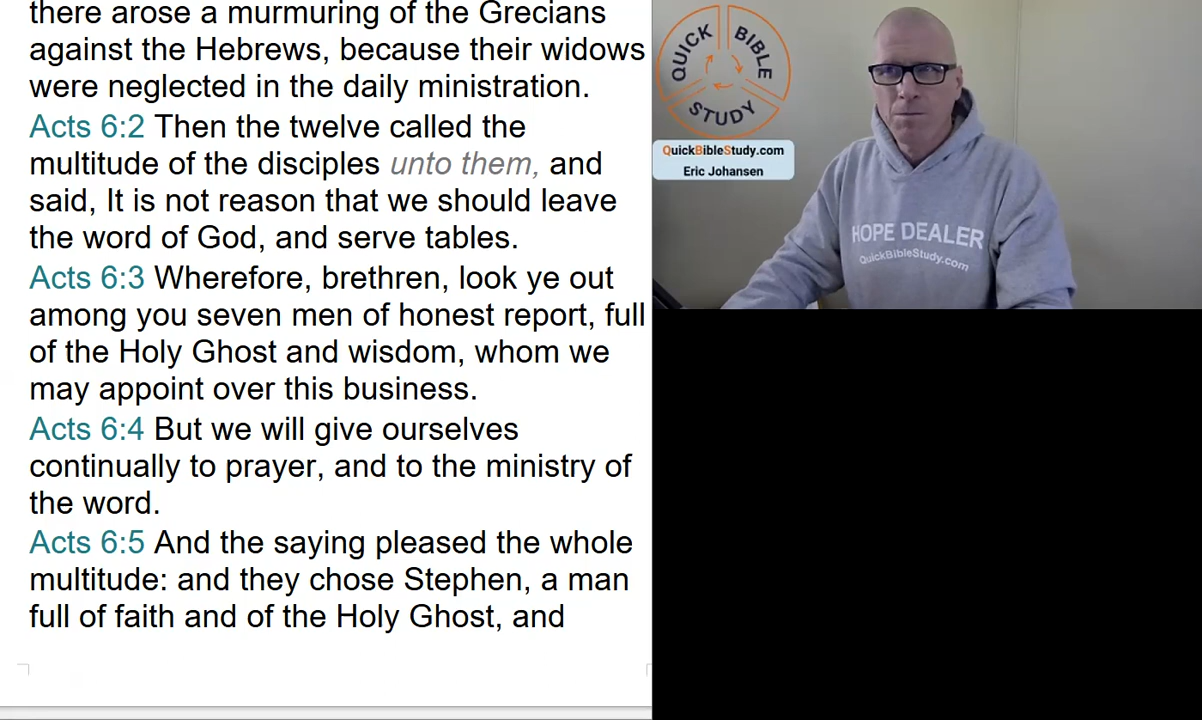 there arose a murmuring of the Grecians
against the Hebrews, because their widows
were neglected in the daily ministration.
Acts 6:2 Then the twelve called the
multitude of the disciples unto them, and
said, It is not reason that we should leave
the word of God, and serve tables.
Acts 6:3 Wherefore, brethren, look ye out
among you seven men of honest report, full
of the Holy Ghost and wisdom, whom we
may appoint over this business.
Acts 6:4 But we will give ourselves
continually to prayer, and to the ministry of
the word.
Acts 6:5 And the saying pleased the whole
multitude: and they chose Stephen, a man
full of faith and of the Holy Ghost, and
QUICK BIBLE
STUDY
QuickBibleStudy.com
Eric Johansen
HOPE DEALER
QuickBibleStudy.com